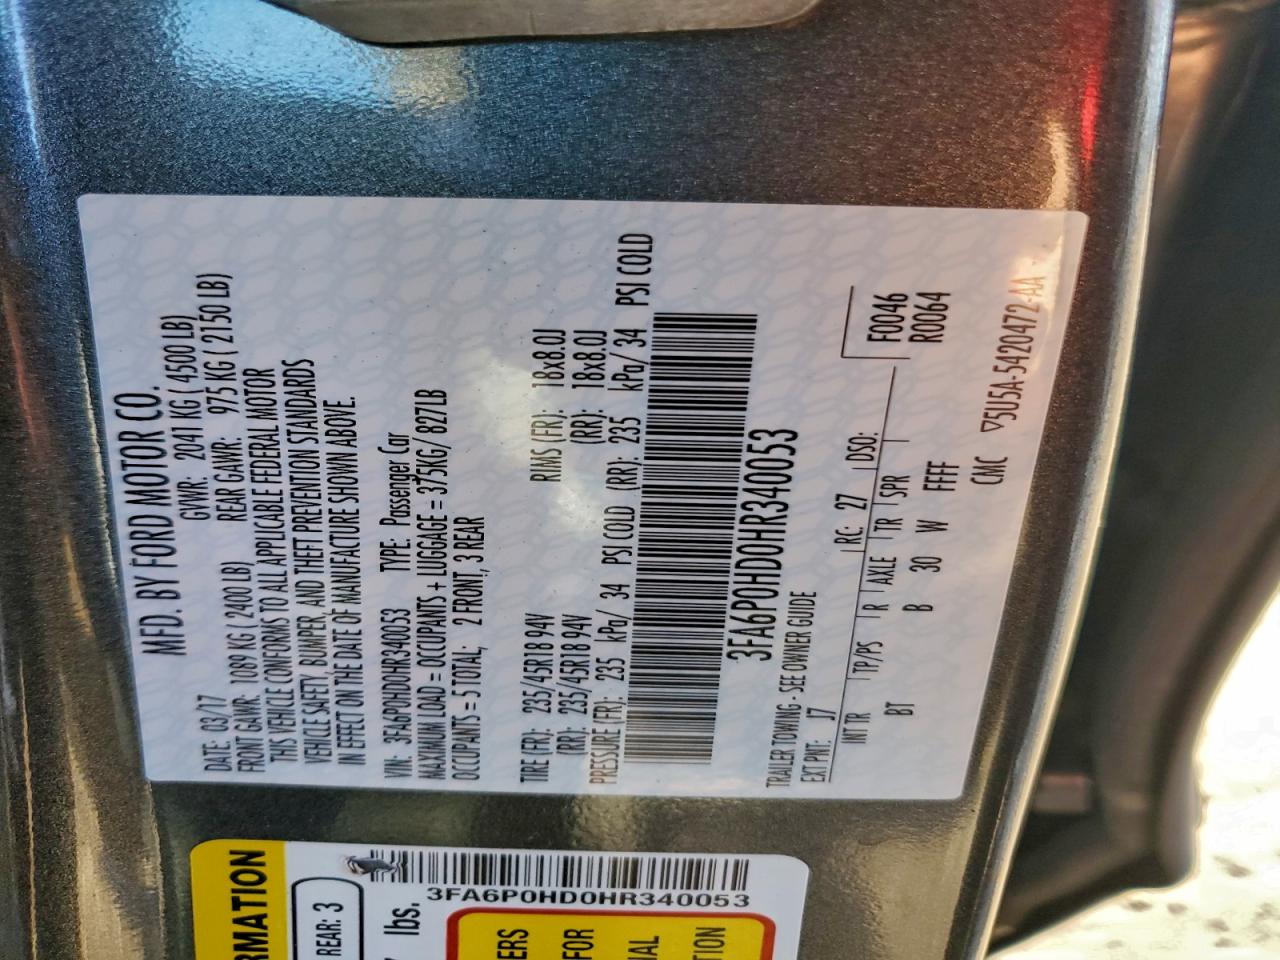 MFD. BY FORD MOTOR CO.
DATE: 03/17 GVWR: 2041 KG ( 4500 LB)
FRONT GAWR: 1089 KG ( 2400 LB) REAR GAWR: 975 KG ( 2150 LB)
THIS VEHICLE CONFORMS TO ALL APPLICABLE FEDERAL MOTOR
VEHICLE SAFETY, BUMPER, AND THEFT PREVENTION STANDARDS
IN EFFECT ON THE DATE OF MANUFACTURE SHOWN ABOVE.
VIN: 3FA6P0HD0HR340053 TYPE: Passenger Car
MAXIMUM LOAD = OCCUPANTS + LUGGAGE = 375KG/ 827LB
OCCUPANTS = 5 TOTAL; 2 FRONT, 3 REAR
TIRE (FR): 235/45R18 94V RIMS (FR): 18x8.0J
(RR): 235/45R18 94V (RR): 18x8.0J
PRESSURE (FR): 235 kPa/ 34 PSI COLD (RR): 235 kPa/ 34 PSI COLD
3FA6P0HD0HR340053
TRAILER TOWING - SEE OWNER GUIDE
EXT PNT: J7 RC: 27 DSO:
INT TR TP/PS R AXLE TR SPR F0046
BT B 30 W FFFF R0064
CMC ▽5U5A-5420472-AA
RMATION
REAR: 3
lbs.
3FA6P0HD0HR340053
ERS
FOR
IAL
TION